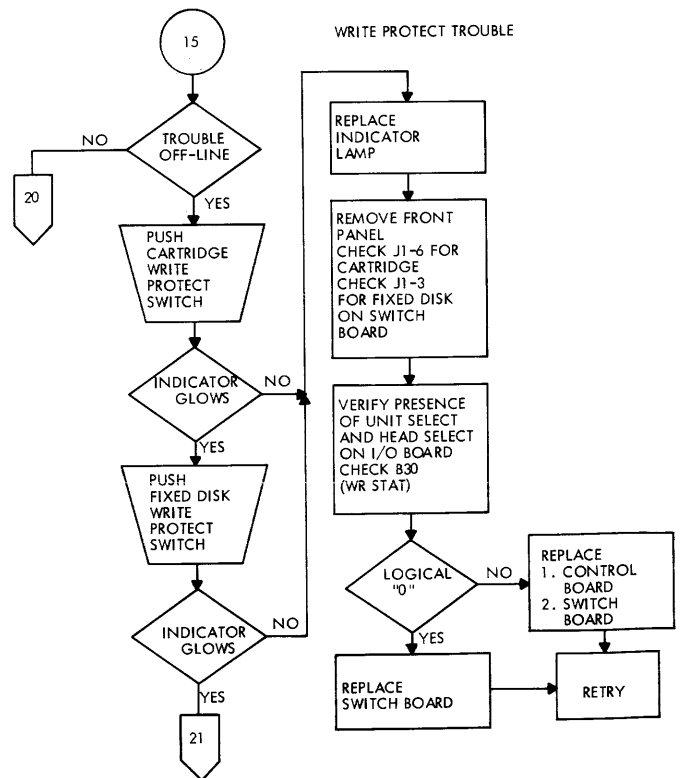 15
WRITE PROTECT TROUBLE
NO
TROUBLE
OFF-LINE
20
YES
PUSH
CARTRIDGE
WRITE
PROTECT
SWITCH
INDICATOR
GLOWS
NO
YES
PUSH
FIXED DISK
WRITE
PROTECT
SWITCH
INDICATOR
GLOWS
NO
YES
21
REPLACE
INDICATOR
LAMP
REMOVE FRONT
PANEL
CHECK J1-6 FOR
CARTRIDGE
CHECK J1-3
FOR FIXED DISK
ON SWITCH
BOARD
VERIFY PRESENCE
OF UNIT SELECT
AND HEAD SELECT
ON I/O BOARD
CHECK B30
(WR STAT)
LOGICAL
"0"
NO
YES
REPLACE
1. CONTROL
BOARD
2. SWITCH
BOARD
REPLACE
SWITCH BOARD
RETRY